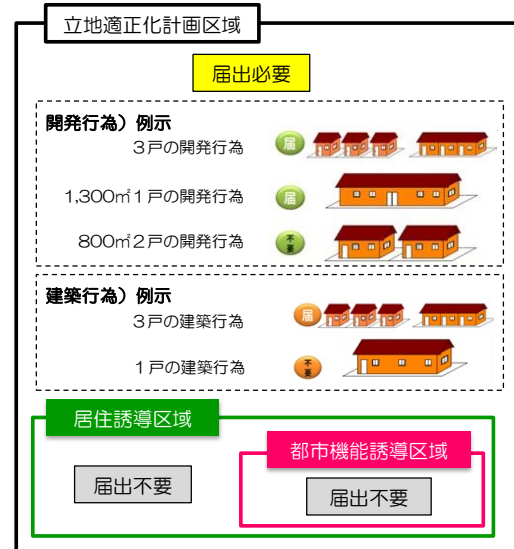 立地適正化計画区域
届出必要
開発行為）例示
３戸の開発行為
届
1,300㎡１戸の開発行為
届
800㎡２戸の開発行為
不要
建築行為）例示
３戸の建築行為
届
１戸の建築行為
不要
居住誘導区域
届出不要
都市機能誘導区域
届出不要